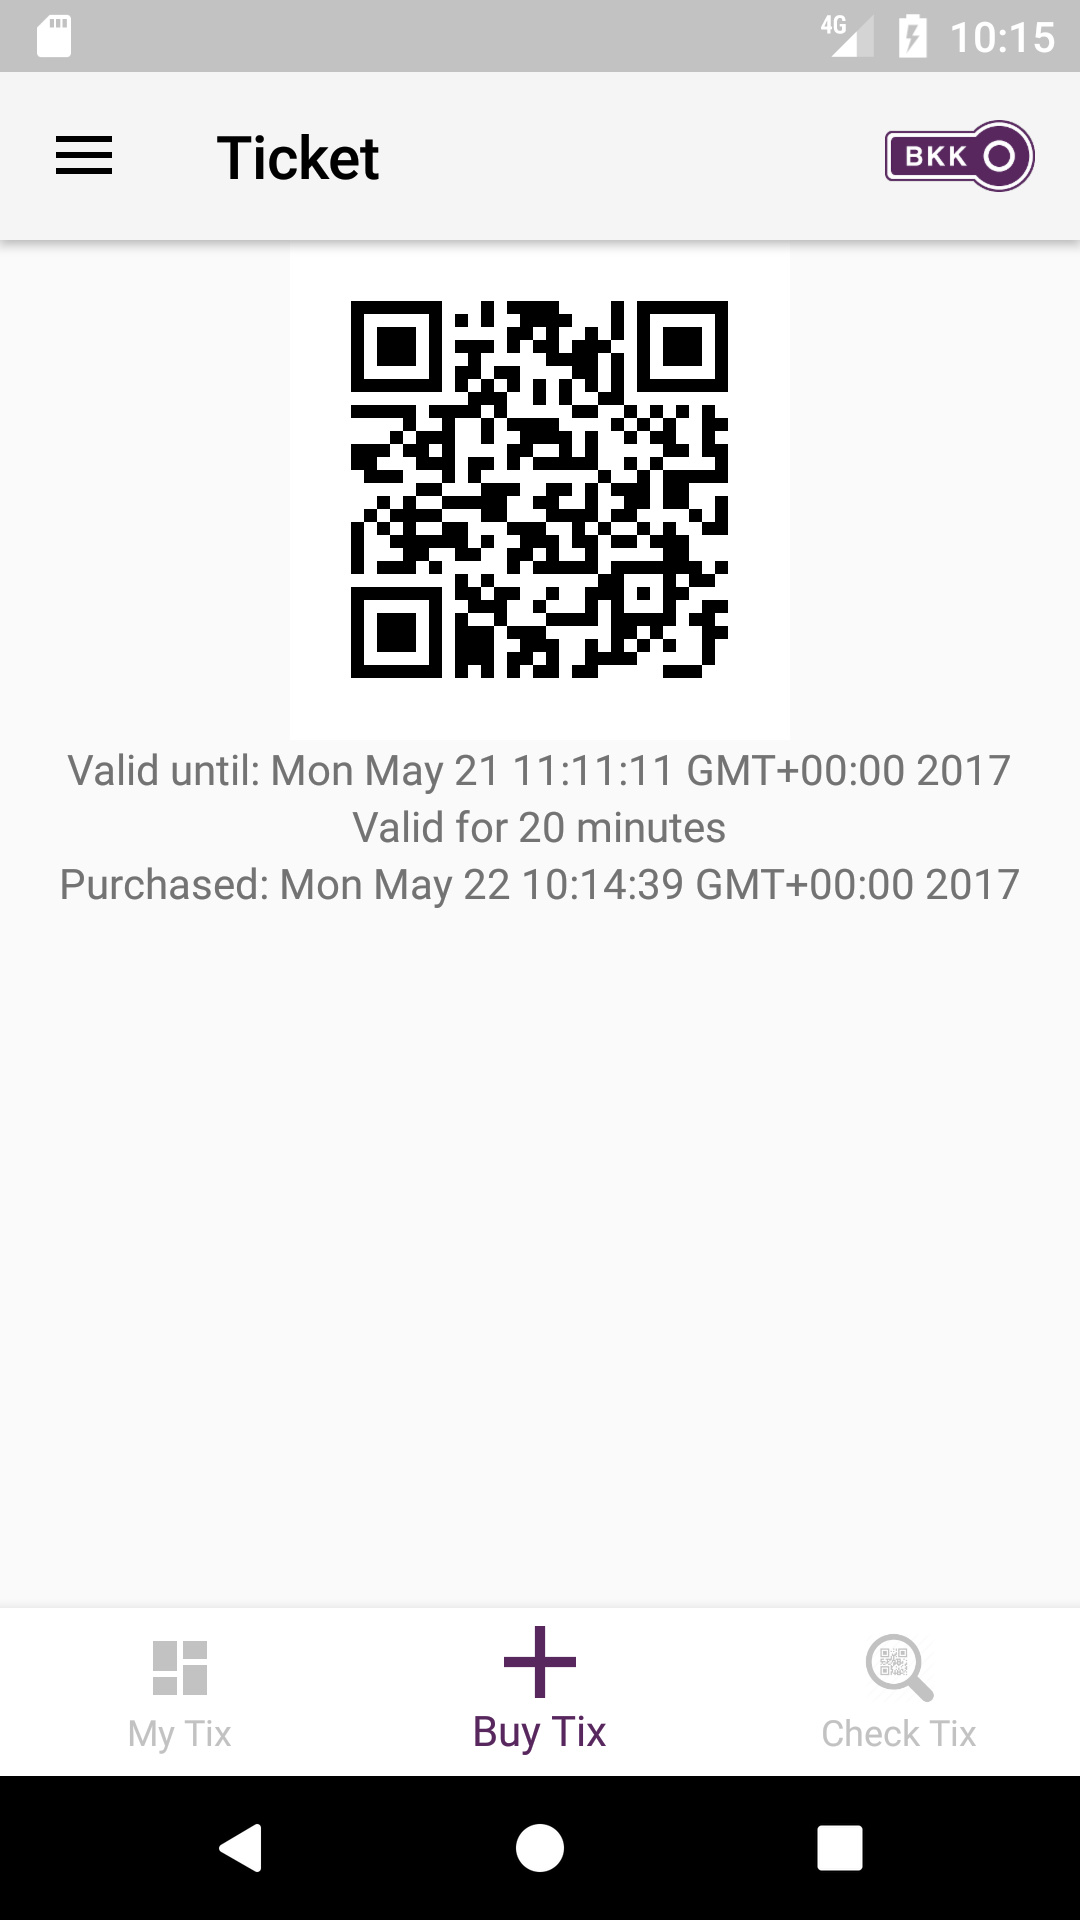 4G 10:15
Ticket
BKK
Valid until: Mon May 21 11:11:11 GMT+00:00 2017
Valid for 20 minutes
Purchased: Mon May 22 10:14:39 GMT+00:00 2017
My Tix
Buy Tix
Check Tix